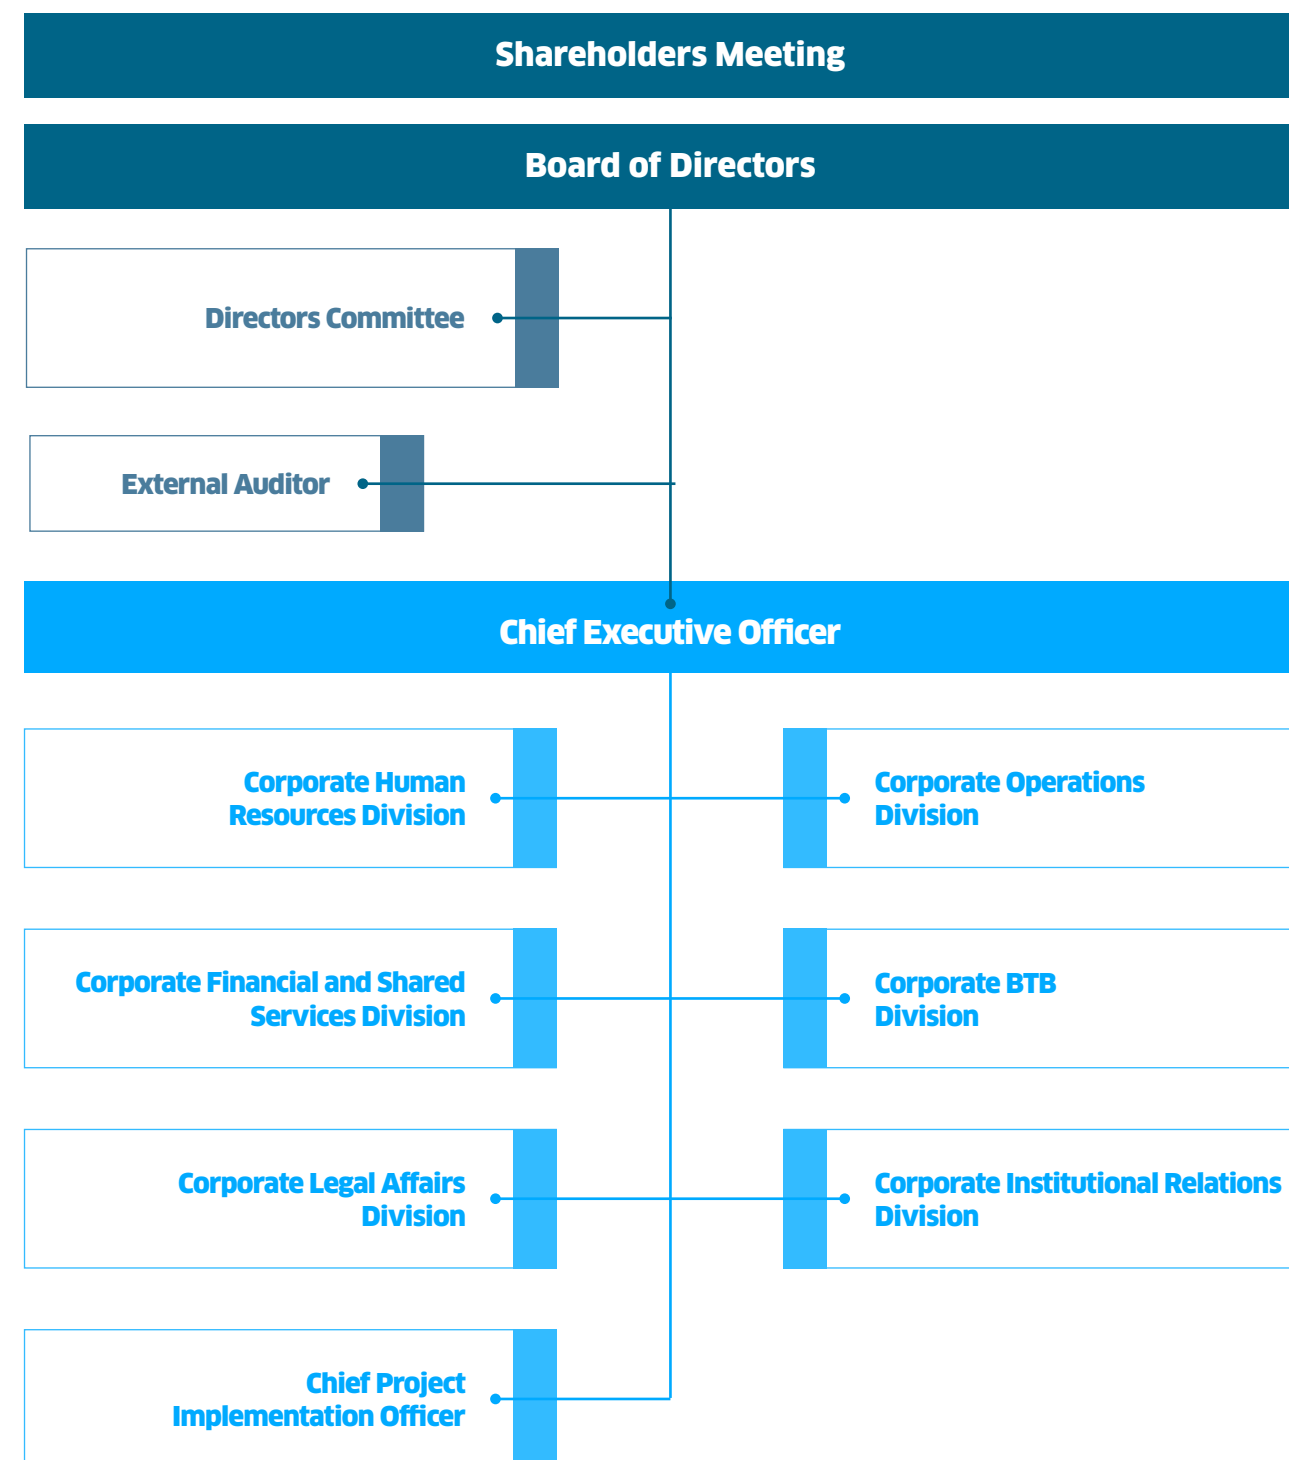 Shareholders Meeting
Board of Directors
Directors Committee
External Auditor
Chief Executive Officer
Corporate Human
Resources Division
Corporate Operations
Division
Corporate Financial and Shared
Services Division
Corporate BTB
Division
Corporate Legal Affairs
Division
Corporate Institutional Relations
Division
Chief Project
Implementation Officer